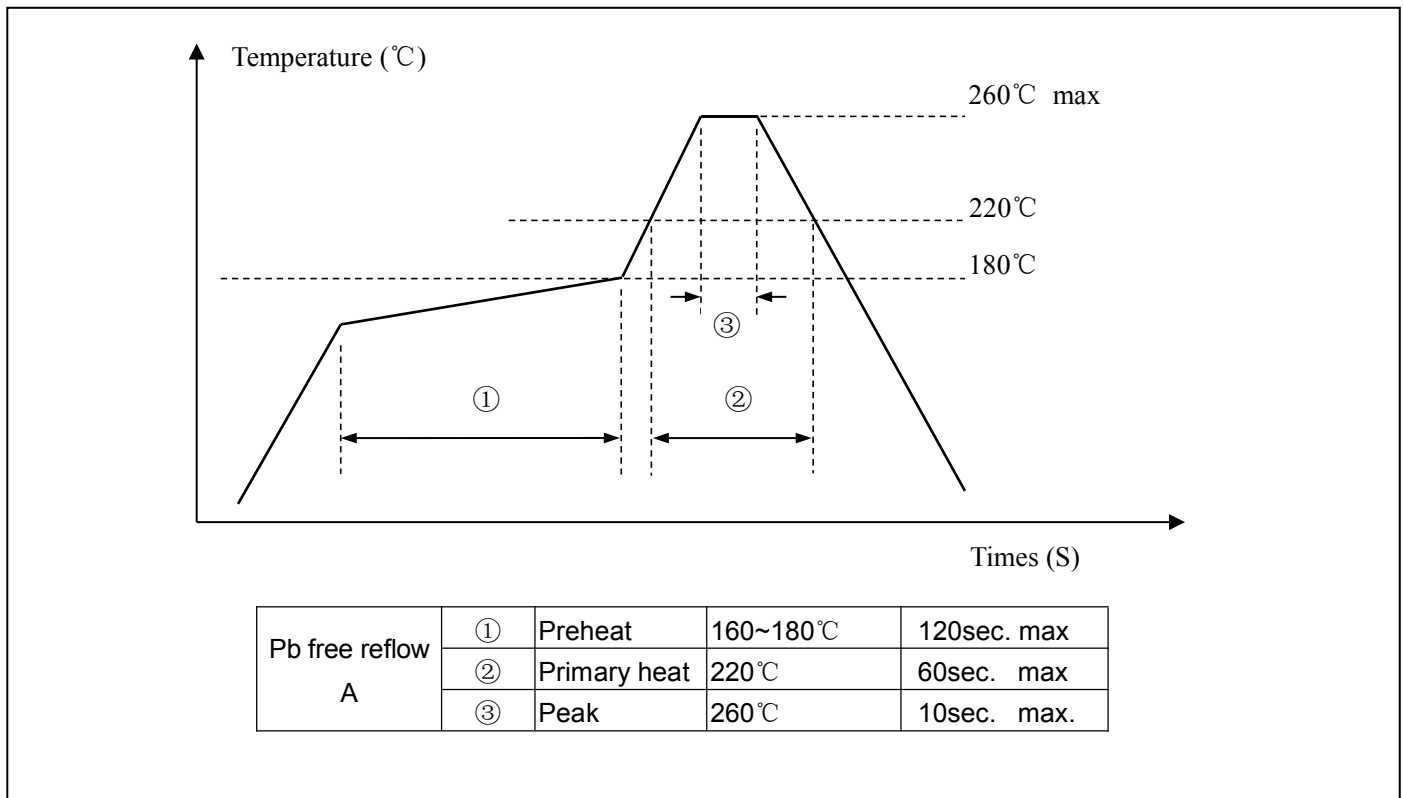 Temperature (℃)
260℃ max
220℃
180℃
③
① ②
Times (S)
Pb free reflow A
① Preheat 160~180℃ 120sec. max
② Primary heat 220℃ 60sec. max
③ Peak 260℃ 10sec. max.